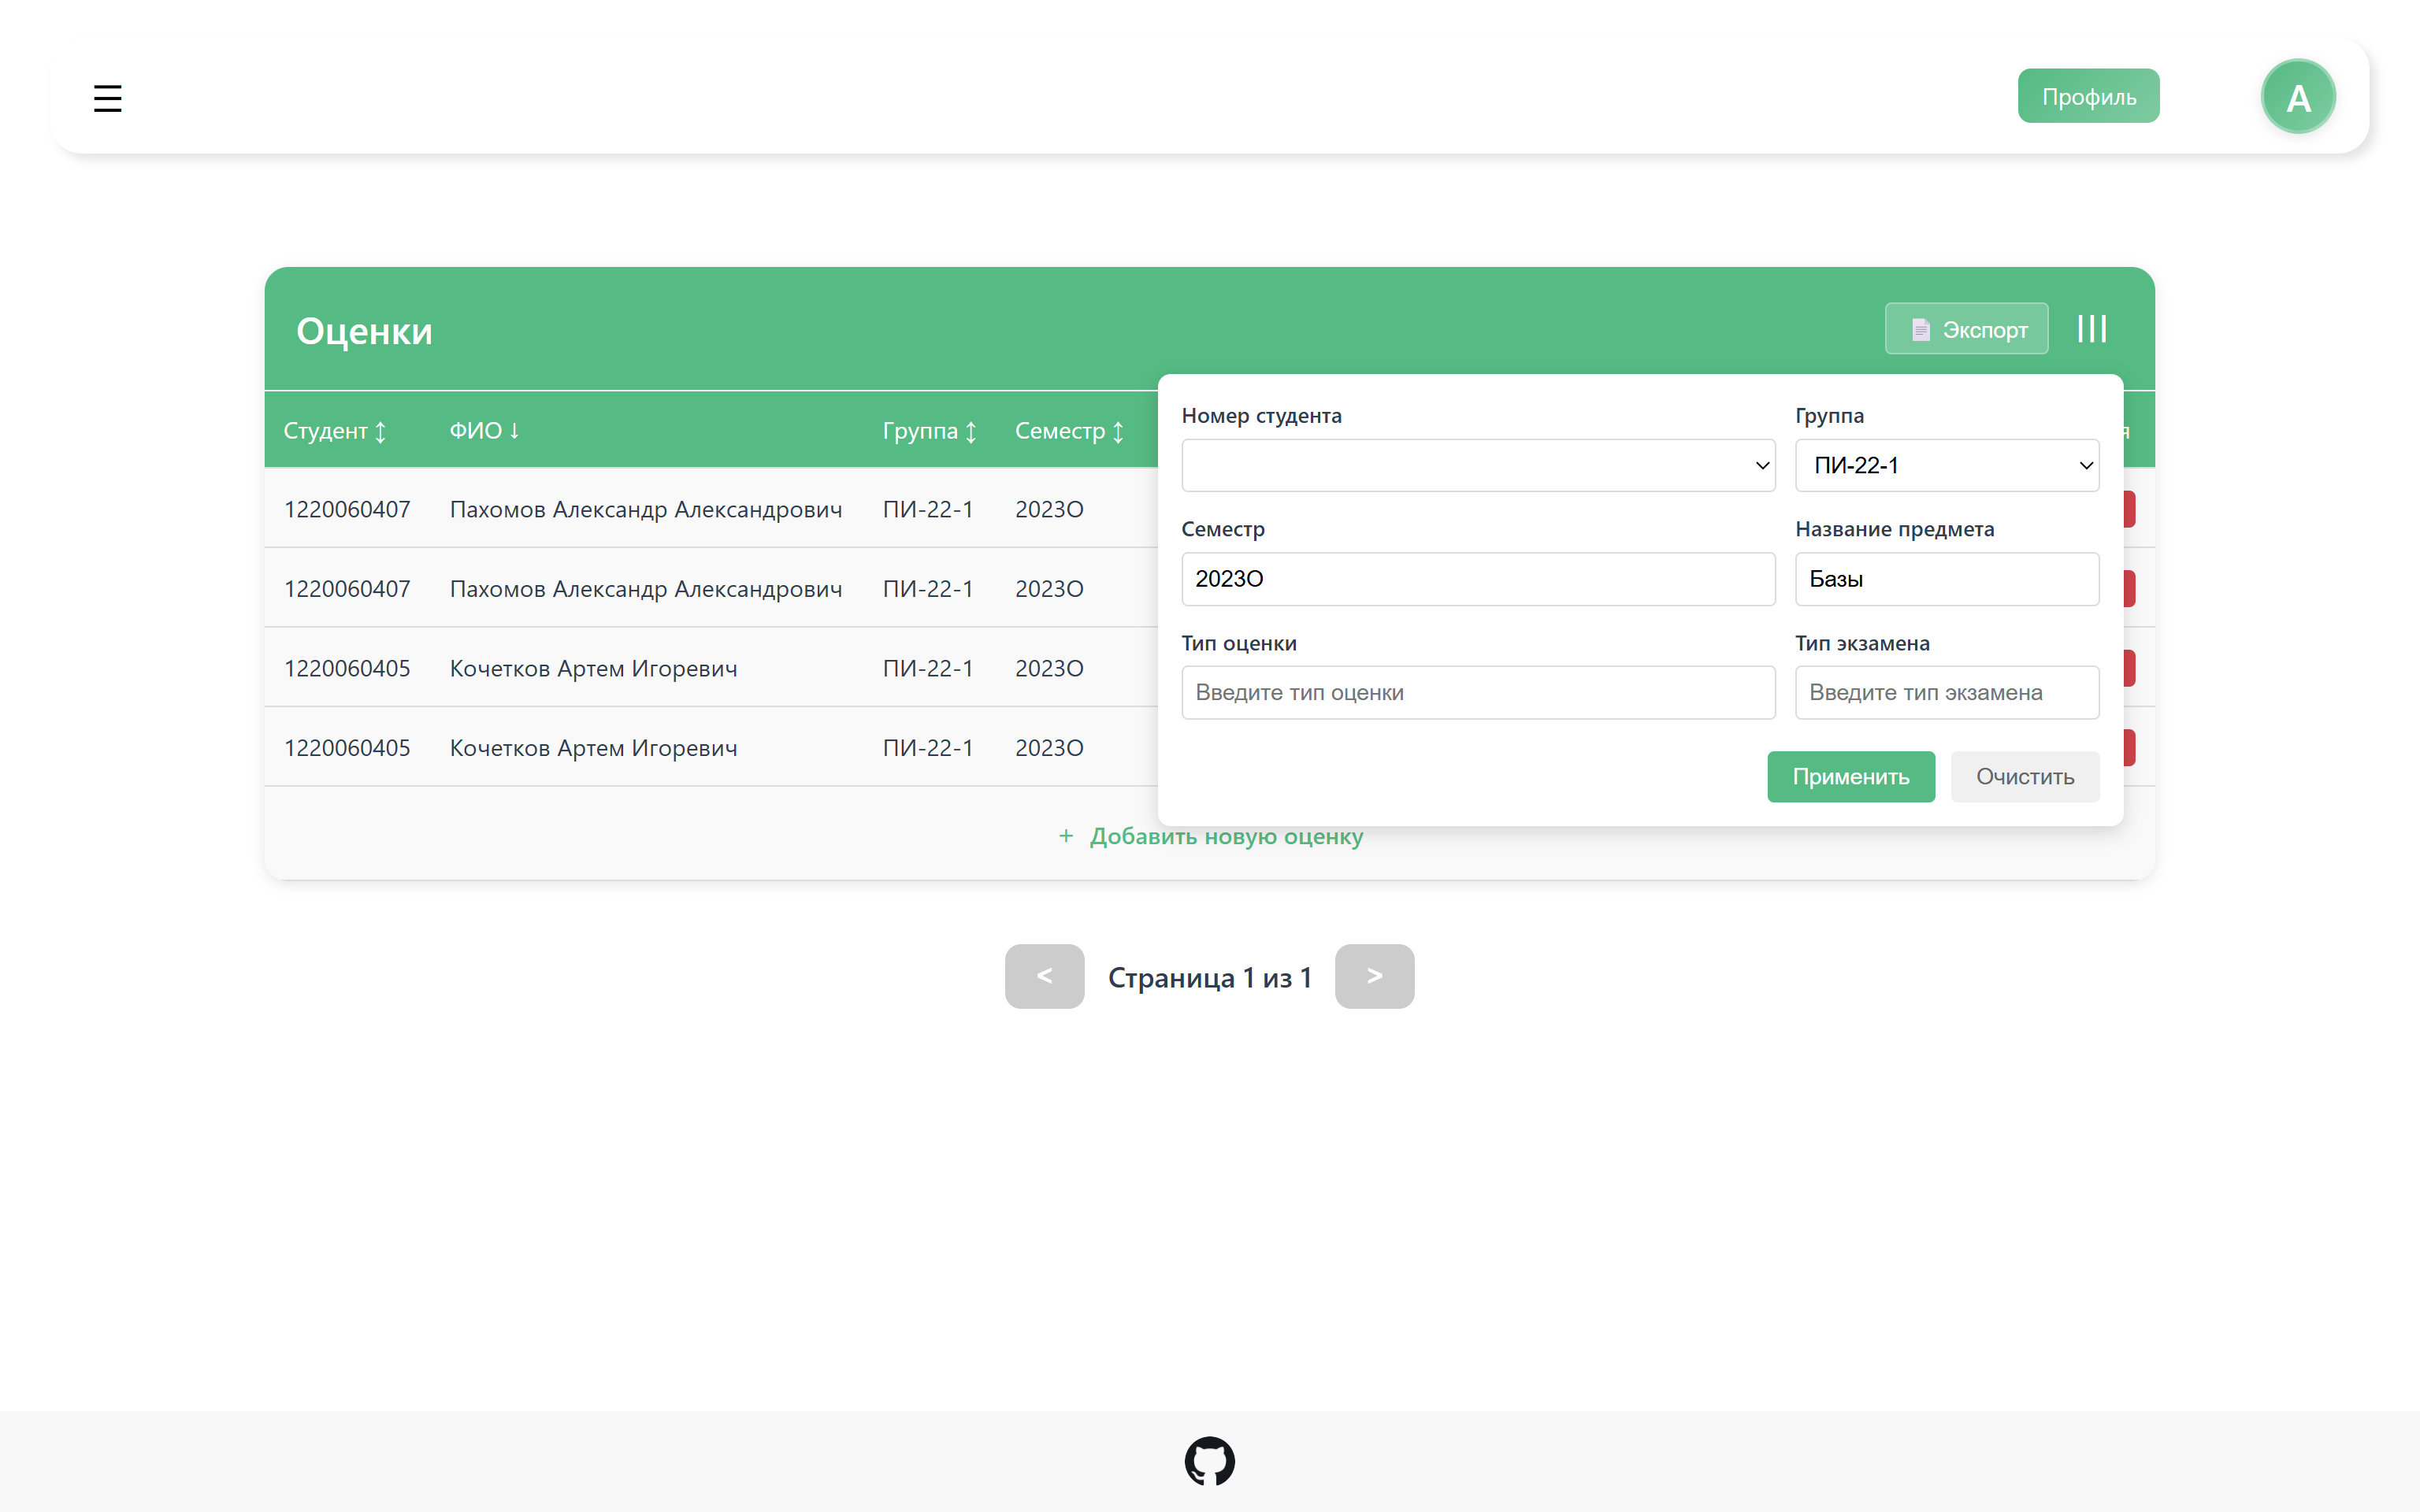 ☰ Профиль A
Оценки Экспорт
Студент ↕ ФИО ↓ Группа ↕ Семестр ↕
1220060407 Пахомов Александр Александрович ПИ-22-1 2023О
1220060407 Пахомов Александр Александрович ПИ-22-1 2023О
1220060405 Кочетков Артем Игоревич ПИ-22-1 2023О
1220060405 Кочетков Артем Игоревич ПИ-22-1 2023О
+ Добавить новую оценку
Номер студента Группа
ПИ-22-1
Семестр Название предмета
2023О Базы
Тип оценки Тип экзамена
Введите тип оценки Введите тип экзамена
Применить Очистить
< Страница 1 из 1 >